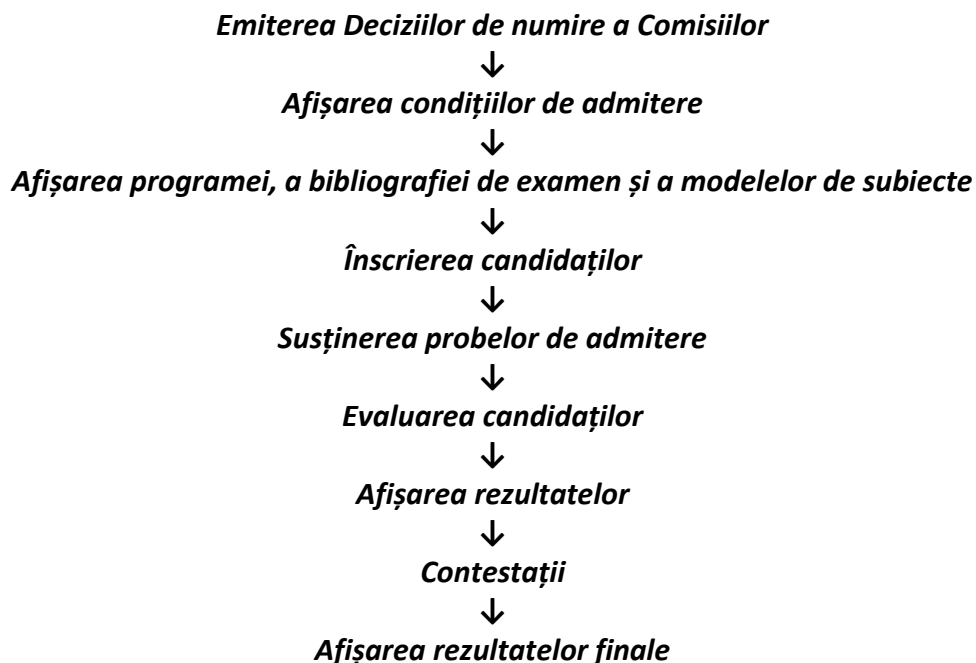 Emiterea Deciziilor de numire a Comisiilor
↓
Afișarea condițiilor de admitere
↓
Afișarea programei, a bibliografiei de examen și a modelelor de subiecte
↓
Înscrierea candidaților
↓
Susținerea probelor de admitere
↓
Evaluarea candidaților
↓
Afișarea rezultatelor
↓
Contestații
↓
Afișarea rezultatelor finale